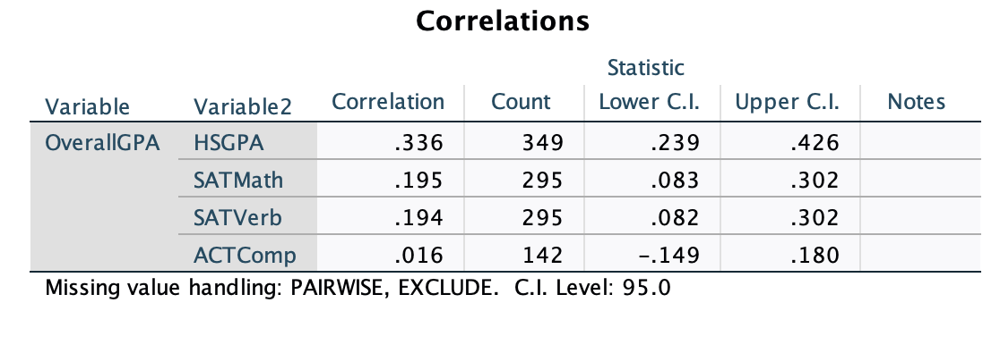 Correlations
Statistic
Variable Variable2 Correlation Count Lower C.I. Upper C.I. Notes
OverallGPA HSGPA .336 349 .239 .426
SATMath .195 295 .083 .302
SATVerb .194 295 .082 .302
ACTComp .016 142 -.149 .180
Missing value handling: PAIRWISE, EXCLUDE. C.I. Level: 95.0